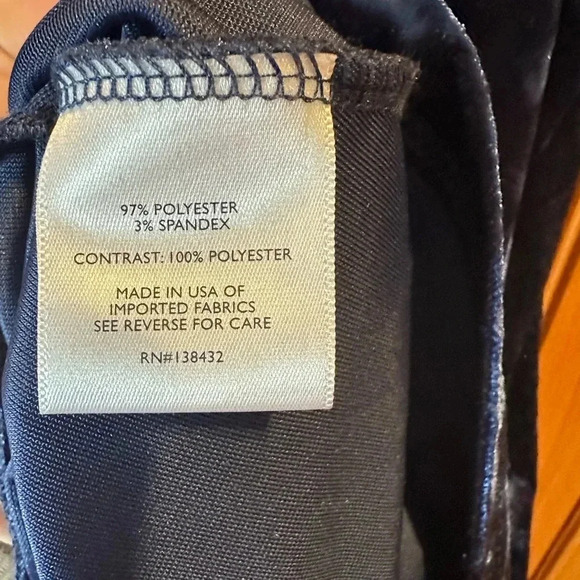 97% POLYESTER
3% SPANDEX
CONTRAST: 100% POLYESTER
MADE IN USA OF
IMPORTED FABRICS
SEE REVERSE FOR CARE
RN#138432